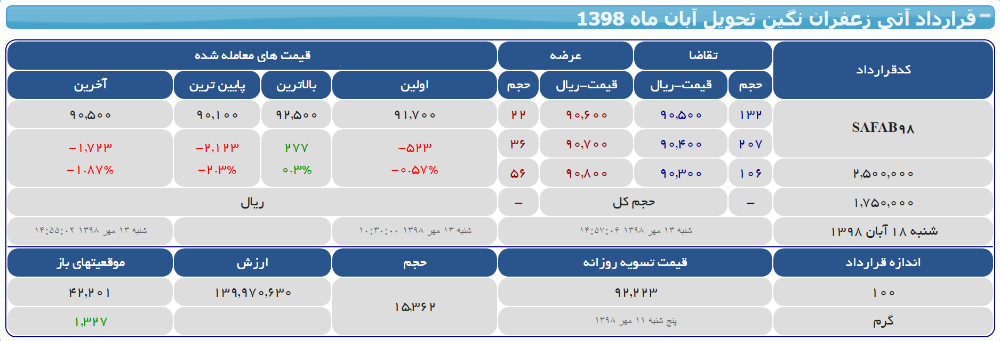 قرارداد آتی زعفران نگین تحویل آبان ماه 1398
کدقرارداد تقاضا عرضه قیمت های معامله شده
حجم قیمت-ریال قیمت-ریال حجم اولین بالاترین پایین ترین آخرین
SAFAB۹۸ ۱۳۲ ۹۰,۵۰۰ ۹۰,۶۰۰ ۲۲ ۹۱,۷۰۰ ۹۲,۵۰۰ ۹۰,۱۰۰ ۹۰,۵۰۰
۲۰۷ ۹۰,۴۰۰ ۹۰,۷۰۰ ۳۶ -۵۲۳ ۲۷۷ -۲,۱۲۳ -۱,۷۲۳
۲,۵۰۰,۰۰۰ ۱۰۶ ۹۰,۳۰۰ ۹۰,۸۰۰ ۵۶ -۰.۵۷% ۰.۳% -۲.۳% -۱.۸۷%
۱,۷۵۰,۰۰۰ - حجم کل - ریال
شنبه ۱۸ آبان ۱۳۹۸ شنبه ۱۳ مهر ۱۳۹۸ ۱۴:۵۷:۰۶ شنبه ۱۳ مهر ۱۳۹۸ ۱۰:۳۰:۰۰ شنبه ۱۳ مهر ۱۳۹۸ ۱۴:۵۵:۰۲
اندازه قرارداد قیمت تسویه روزانه حجم ارزش موقعیتهای باز
۱۰۰ ۹۲,۲۲۳ ۱۵,۳۶۲ ۱۳۹,۹۷۰,۶۳۰ ۴۲,۲۰۱
گرم پنج شنبه ۱۱ مهر ۱۳۹۸ ۱,۳۲۷